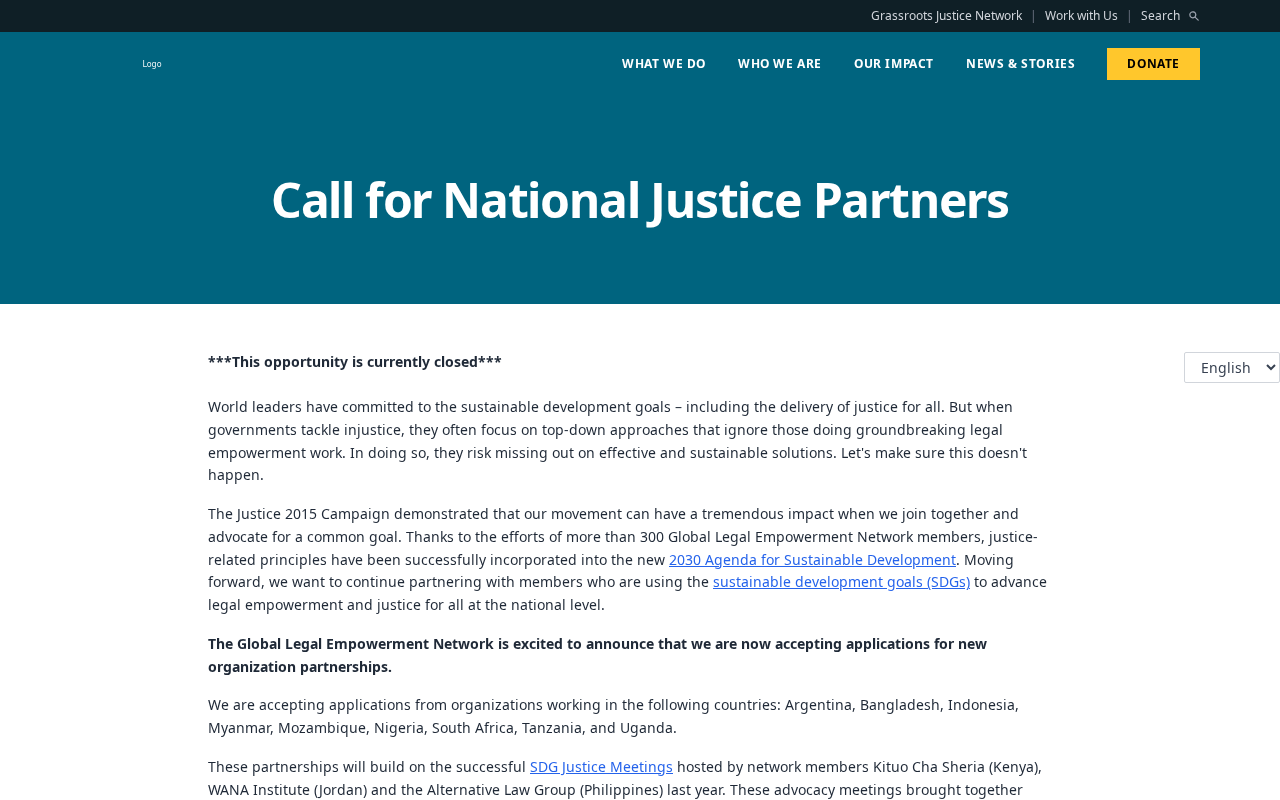 Grassroots Justice Network | Work with Us | Search
Logo
WHAT WE DO WHO WE ARE OUR IMPACT NEWS & STORIES DONATE
Call for National Justice Partners
***This opportunity is currently closed***
English
World leaders have committed to the sustainable development goals – including the delivery of justice for all. But when
governments tackle injustice, they often focus on top-down approaches that ignore those doing groundbreaking legal
empowerment work. In doing so, they risk missing out on effective and sustainable solutions. Let's make sure this doesn't
happen.
The Justice 2015 Campaign demonstrated that our movement can have a tremendous impact when we join together and
advocate for a common goal. Thanks to the efforts of more than 300 Global Legal Empowerment Network members, justice-
related principles have been successfully incorporated into the new 2030 Agenda for Sustainable Development. Moving
forward, we want to continue partnering with members who are using the sustainable development goals (SDGs) to advance
legal empowerment and justice for all at the national level.
The Global Legal Empowerment Network is excited to announce that we are now accepting applications for new
organization partnerships.
We are accepting applications from organizations working in the following countries: Argentina, Bangladesh, Indonesia,
Myanmar, Mozambique, Nigeria, South Africa, Tanzania, and Uganda.
These partnerships will build on the successful SDG Justice Meetings hosted by network members Kituo Cha Sheria (Kenya),
WANA Institute (Jordan) and the Alternative Law Group (Philippines) last year. These advocacy meetings brought together